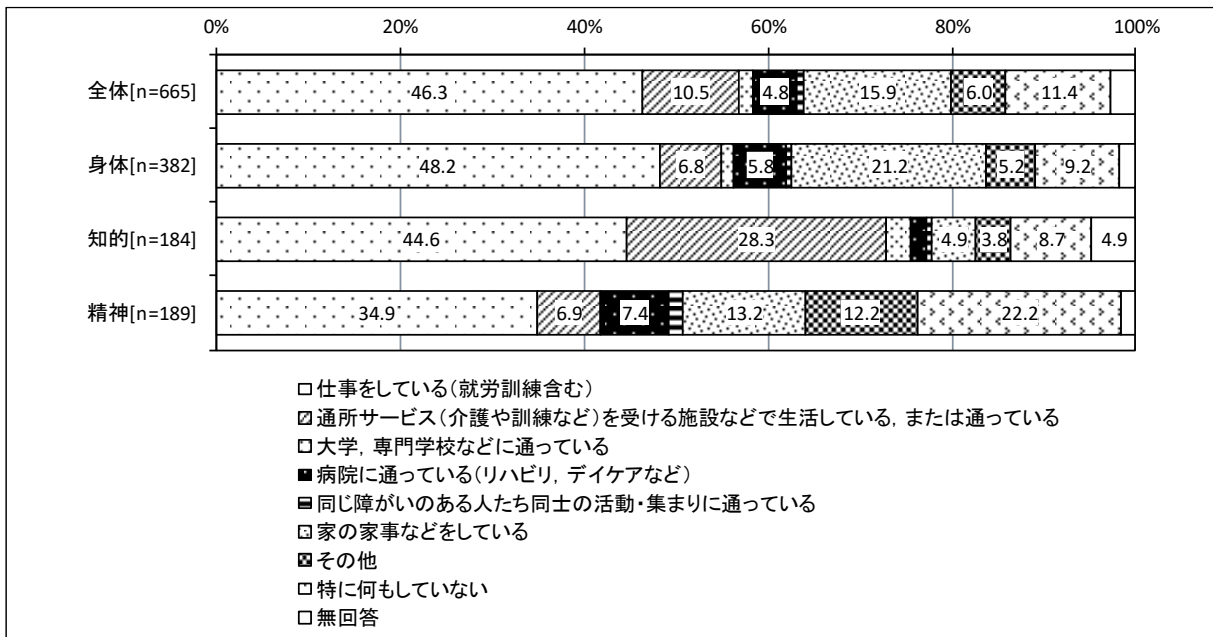 0% 20% 40% 60% 80% 100%
全体[n=665] 46.3 10.5 4.8 15.9 6.0 11.4
身体[n=382] 48.2 6.8 5.8 21.2 5.2 9.2
知的[n=184] 44.6 28.3 4.9 3.8 8.7 4.9
精神[n=189] 34.9 6.9 7.4 13.2 12.2 22.2
仕事をしている(就労訓練含む)
通所サービス(介護や訓練など)を受ける施設などで生活している, または通っている
大学, 専門学校などに通っている
病院に通っている(リハビリ, デイケアなど)
同じ障がいのある人たち同士の活動・集まりに通っている
家の家事などをしている
その他
特に何もしていない
無回答